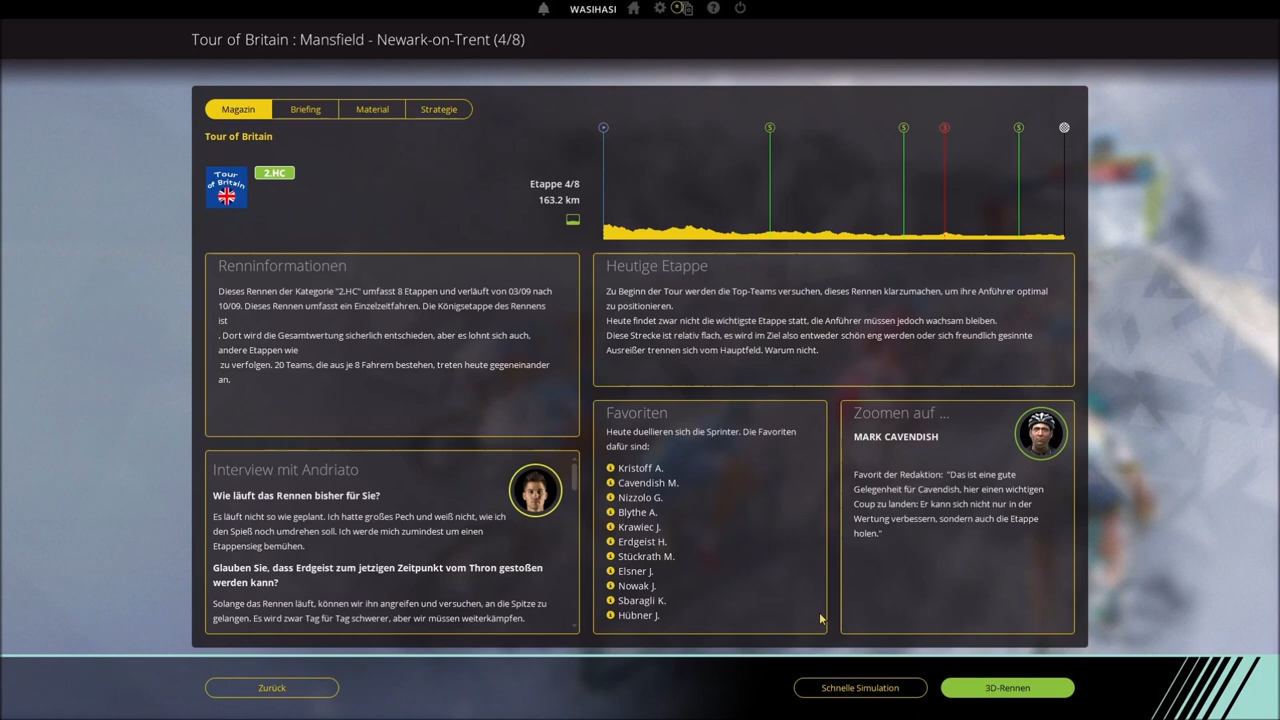 WASIHASI
Tour of Britain : Mansfield - Newark-on-Trent (4/8)
Magazin
Briefing
Material
Strategie
Tour of Britain
Tour
of Britain
2.HC
Etappe 4/8
163.2 km
S
S
3
S
Renninformationen
Dieses Rennen der Kategorie "2.HC" umfasst 8 Etappen und verläuft von 03/09 nach
10/09. Dieses Rennen umfasst ein Einzelzeitfahren. Die Königsetappe des Rennens
ist
. Dort wird die Gesamtwertung sicherlich entschieden, aber es lohnt sich auch,
andere Etappen wie
zu verfolgen. 20 Teams, die aus je 8 Fahrern bestehen, treten heute gegeneinander
an.
Heutige Etappe
Zu Beginn der Tour werden die Top-Teams versuchen, dieses Rennen klarzumachen, um ihre Anführer optimal
zu positionieren.
Heute findet zwar nicht die wichtigste Etappe statt, die Anführer müssen jedoch wachsam bleiben.
Diese Strecke ist relativ flach, es wird im Ziel also entweder schön eng werden oder sich freundlich gesinnte
Ausreißer trennen sich vom Hauptfeld. Warum nicht.
Interview mit Andriato
Wie läuft das Rennen bisher für Sie?
Es läuft nicht so wie geplant. Ich hatte großes Pech und weiß nicht, wie ich
den Spieß noch umdrehen soll. Ich werde mich zumindest um einen
Etappensieg bemühen.
Glauben Sie, dass Erdgeist zum jetzigen Zeitpunkt vom Thron gestoßen
werden kann?
Solange das Rennen läuft, können wir ihn angreifen und versuchen, an die Spitze zu
gelangen. Es wird zwar Tag für Tag schwerer, aber wir müssen weiterkämpfen.
Favoriten
Heute duellieren sich die Sprinter. Die Favoriten
dafür sind:
Kristoff A.
Cavendish M.
Nizzolo G.
Blythe A.
Krawiec J.
Erdgeist H.
Stückrath M.
Elsner J.
Nowak J.
Sbaragli K.
Hübner J.
Zoomen auf ...
MARK CAVENDISH
Favorit der Redaktion: "Das ist eine gute
Gelegenheit für Cavendish, hier einen wichtigen
Coup zu landen: Er kann sich nicht nur in der
Wertung verbessern, sondern auch die Etappe
holen."
Zurück
Schnelle Simulation
3D-Rennen